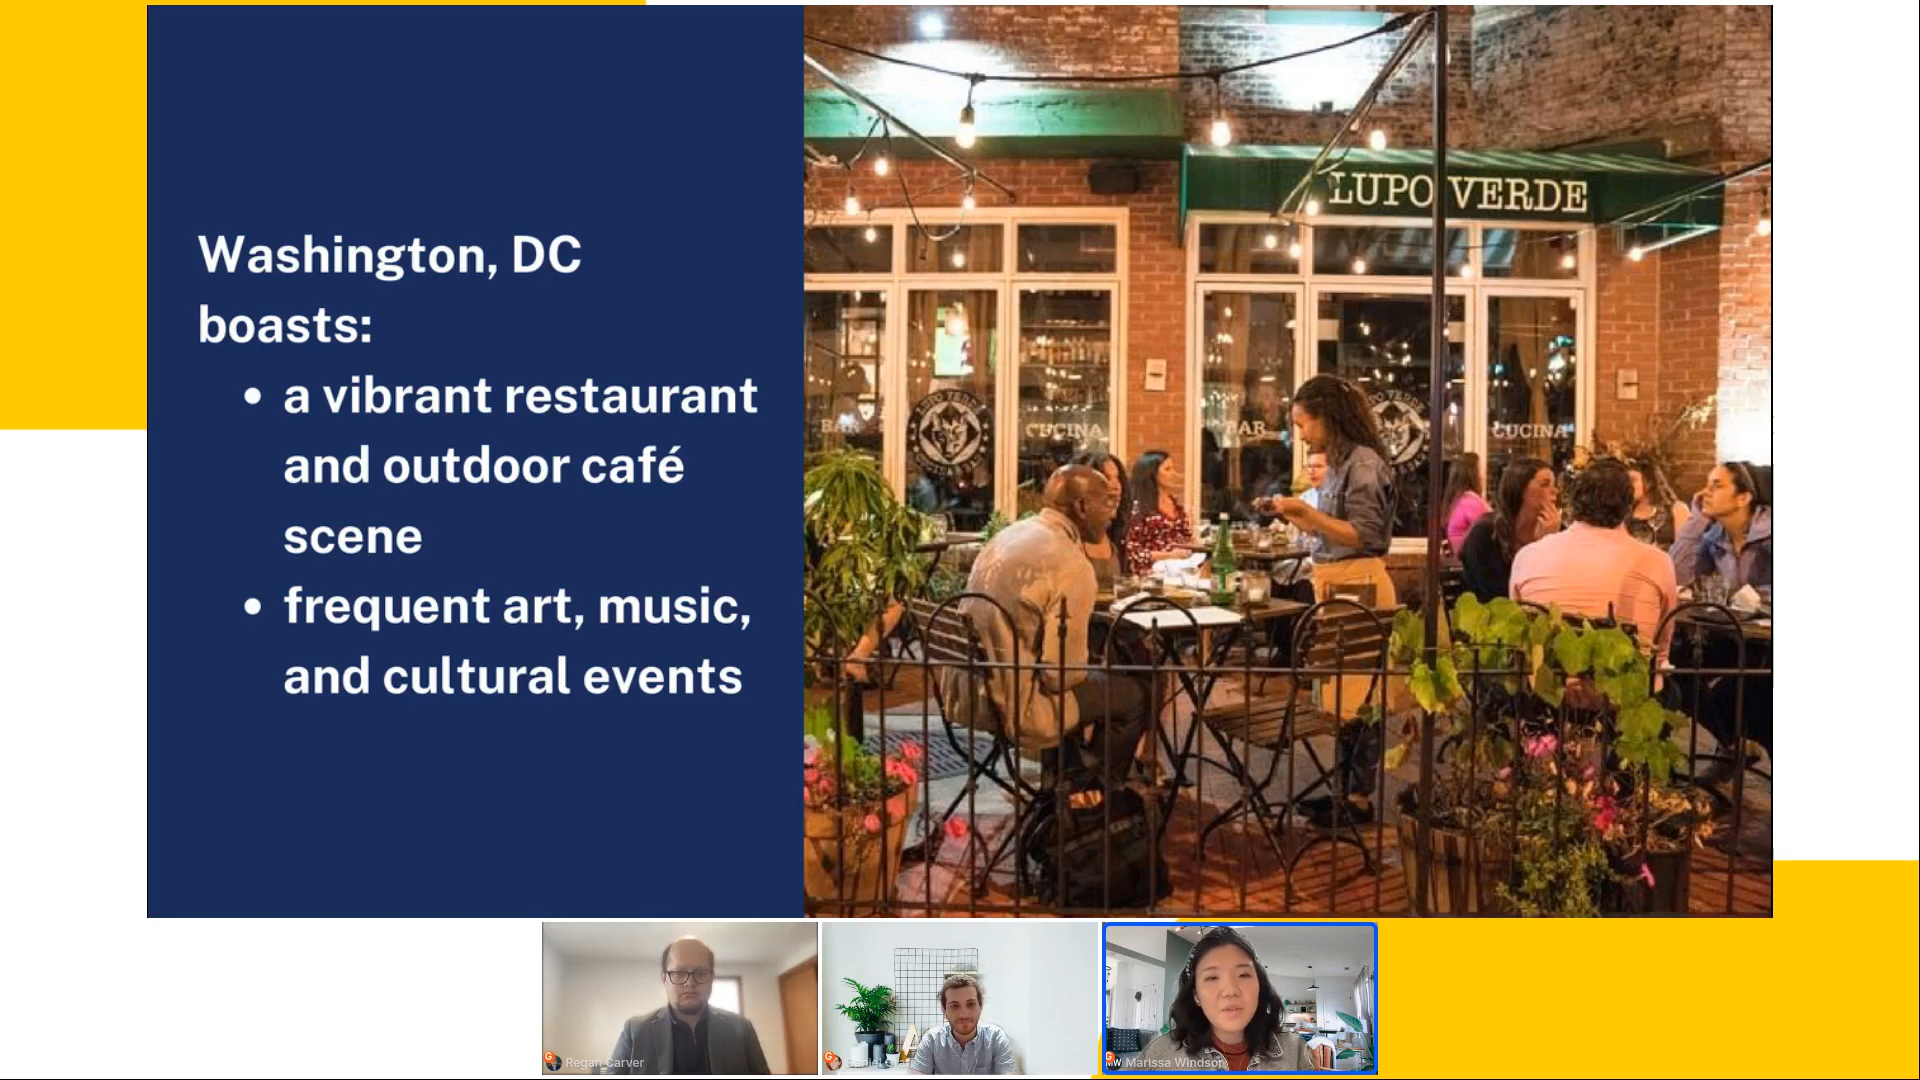 Washington, DC
boasts:
• a vibrant restaurant
and outdoor café
scene
• frequent art, music,
and cultural events
LUPO VERDE
BAR
CUCINA
BAR
CUCINA
Regan Carver
MW Marissa Windsor